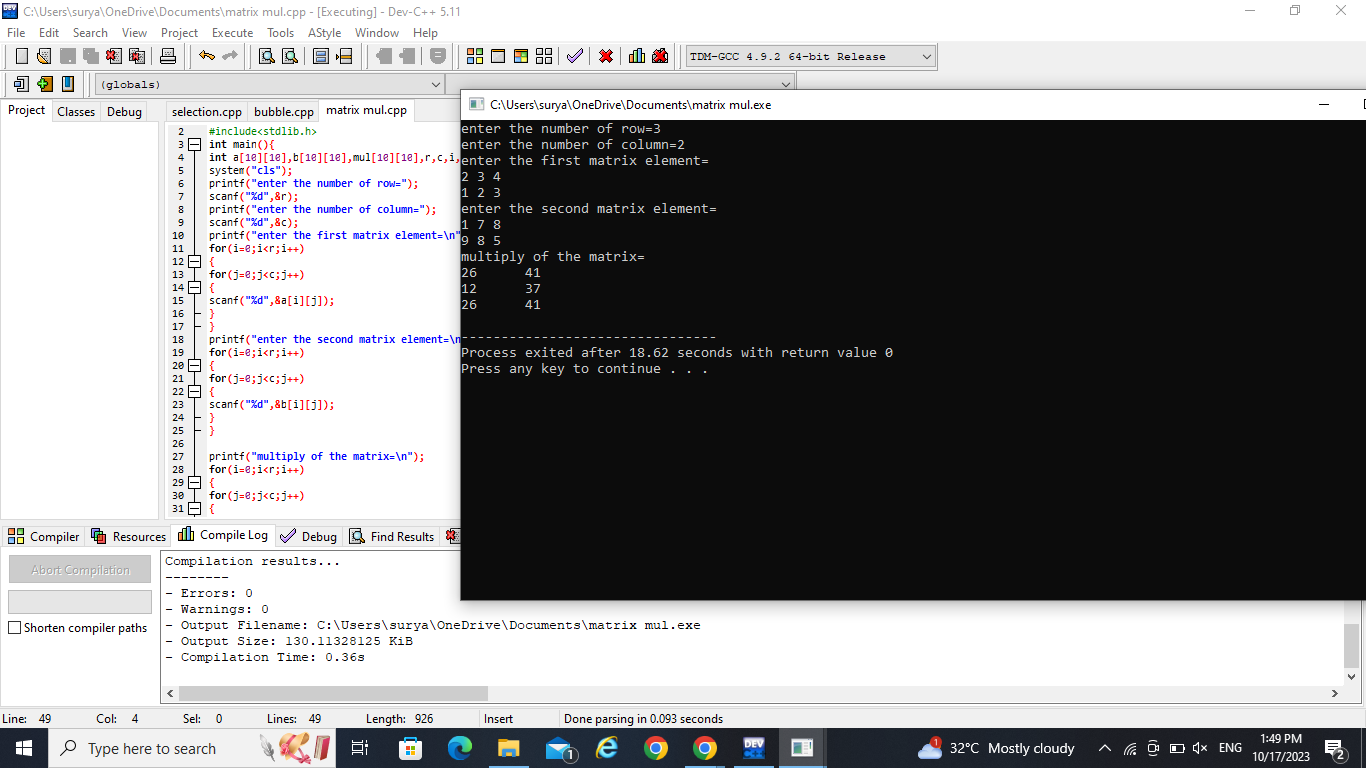 C:\Users\surya\OneDrive\Documents\matrix mul.cpp - [Executing] - Dev-C++ 5.11
File Edit Search View Project Execute Tools AStyle Window Help
TDM-GCC 4.9.2 64-bit Release
(globals)
Project Classes Debug
selection.cpp bubble.cpp matrix mul.cpp
2 #include<stdlib.h>
3 int main(){
4 int a[10][10],b[10][10],mul[10][10],r,c,i,
5 system("cls");
6 printf("enter the number of row=");
7 scanf("%d",&r);
8 printf("enter the number of column=");
9 scanf("%d",&c);
10 printf("enter the first matrix element=\n"
11 for(i=0;i<r;i++)
12 {
13 for(j=0;j<c;j++)
14 {
15 scanf("%d",&a[i][j]);
16 }
17 }
18 printf("enter the second matrix element=\n
19 for(i=0;i<r;i++)
20 {
21 for(j=0;j<c;j++)
22 {
23 scanf("%d",&b[i][j]);
24 }
25 }
26
27 printf("multiply of the matrix=\n");
28 for(i=0;i<r;i++)
29 {
30 for(j=0;j<c;j++)
31 {
C:\Users\surya\OneDrive\Documents\matrix mul.exe
enter the number of row=3
enter the number of column=2
enter the first matrix element=
2 3 4
1 2 3
enter the second matrix element=
1 7 8
9 8 5
multiply of the matrix=
26 41
12 37
26 41
--------------------------------
Process exited after 18.62 seconds with return value 0
Press any key to continue . . .
Compiler Resources Compile Log Debug Find Results
Abort Compilation
Shorten compiler paths
Compilation results...
--------
- Errors: 0
- Warnings: 0
- Output Filename: C:\Users\surya\OneDrive\Documents\matrix mul.exe
- Output Size: 130.11328125 KiB
- Compilation Time: 0.36s
Line: 49 Col: 4 Sel: 0 Lines: 49 Length: 926 Insert Done parsing in 0.093 seconds
Type here to search
1
DEV
1
32°C Mostly cloudy
ENG
1:49 PM
10/17/2023
2